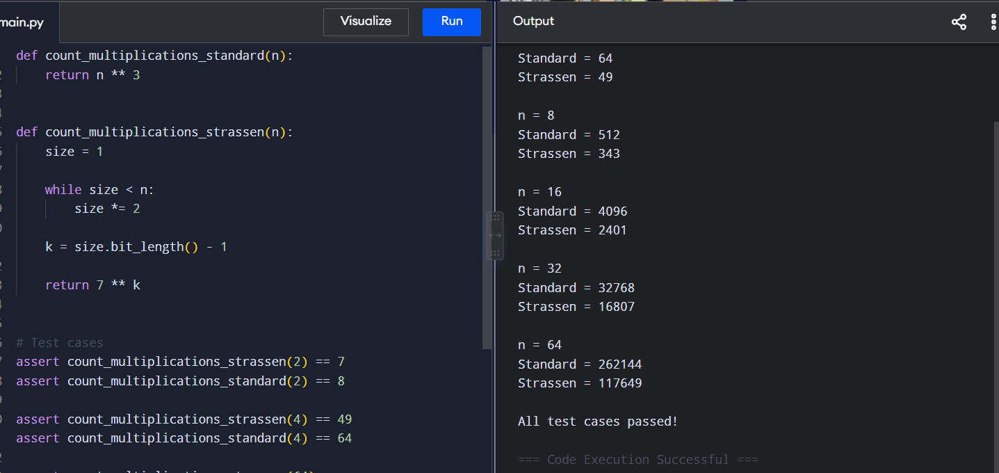 main.py
Visualize
Run
def count_multiplications_standard(n):
return n ** 3
def count_multiplications_strassen(n):
size = 1
while size < n:
size *= 2
k = size.bit_length() - 1
return 7 ** k
# Test cases
assert count_multiplications_strassen(2) == 7
assert count_multiplications_standard(2) == 8
assert count_multiplications_strassen(4) == 49
assert count_multiplications_standard(4) == 64
Output
Standard = 64
Strassen = 49
n = 8
Standard = 512
Strassen = 343
n = 16
Standard = 4096
Strassen = 2401
n = 32
Standard = 32768
Strassen = 16807
n = 64
Standard = 262144
Strassen = 117649
All test cases passed!
=== Code Execution Successful ===